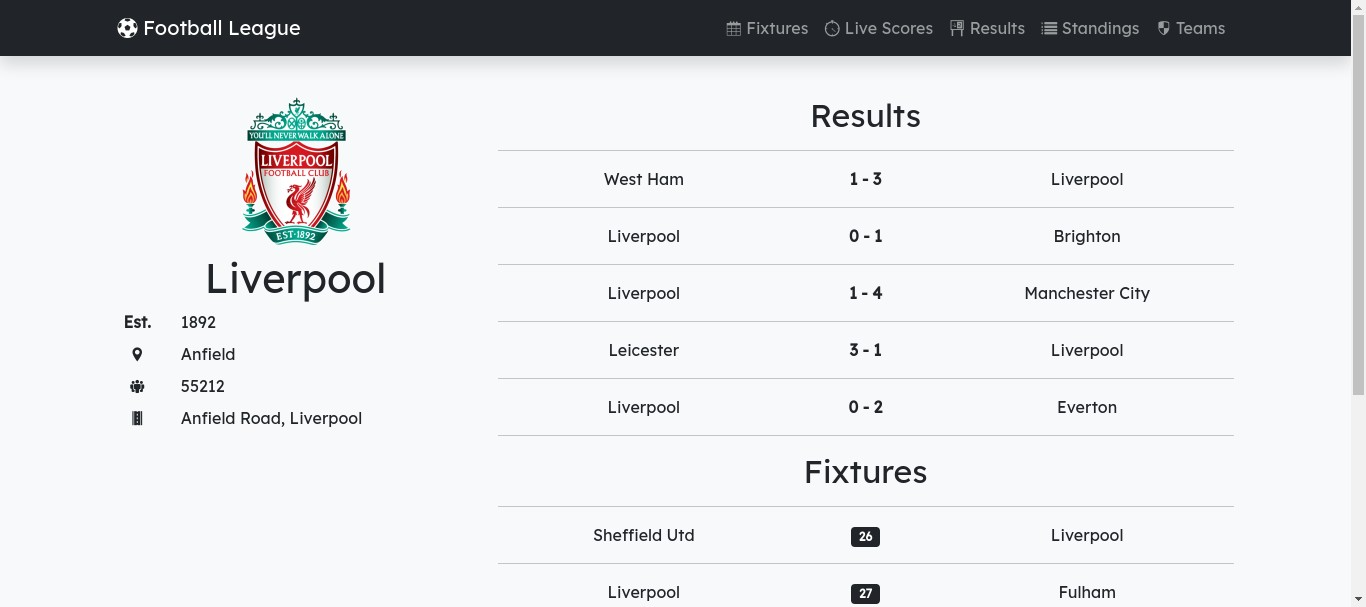 Football League
Fixtures Live Scores Results Standings Teams
YOU'LL NEVER WALK ALONE
LIVERPOOL
FOOTBALL CLUB
EST·1892
Liverpool
Est. 1892
Anfield
55212
Anfield Road, Liverpool
Results
West Ham 1 - 3 Liverpool
Liverpool 0 - 1 Brighton
Liverpool 1 - 4 Manchester City
Leicester 3 - 1 Liverpool
Liverpool 0 - 2 Everton
Fixtures
Sheffield Utd 26 Liverpool
Liverpool 27 Fulham